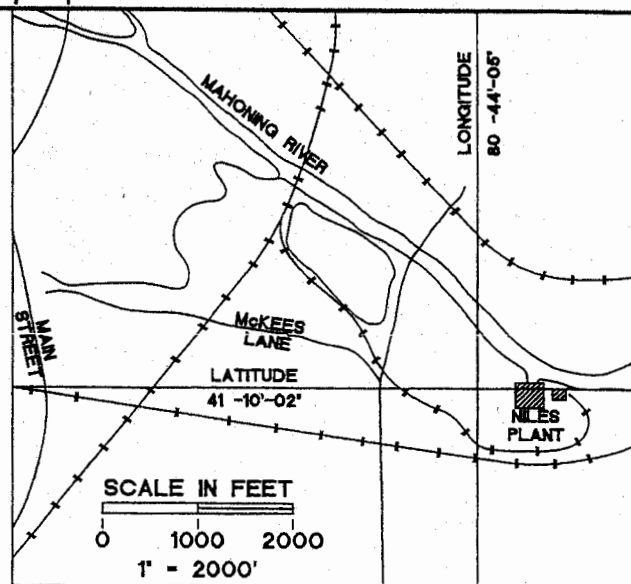 MAHONING RIVER
LONGITUDE
80 -44'-05"
MAIN
STREET
McKEES
LANE
LATITUDE
41 -10'-02"
NILES
PLANT
SCALE IN FEET
0 1000 2000
1" - 2000'